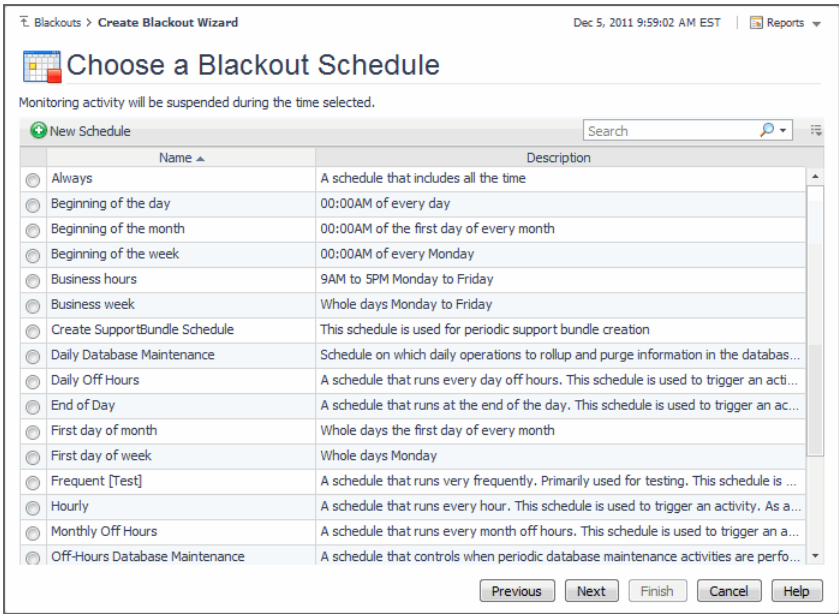 Blackouts > Create Blackout Wizard Dec 5, 2011 9:59:02 AM EST | Reports
Choose a Blackout Schedule
Monitoring activity will be suspended during the time selected.
New Schedule Search
Name Description
Always A schedule that includes all the time
Beginning of the day 00:00AM of every day
Beginning of the month 00:00AM of the first day of every month
Beginning of the week 00:00AM of every Monday
Business hours 9AM to 5PM Monday to Friday
Business week Whole days Monday to Friday
Create SupportBundle Schedule This schedule is used for periodic support bundle creation
Daily Database Maintenance Schedule on which daily operations to rollup and purge information in the databas...
Daily Off Hours A schedule that runs every day off hours. This schedule is used to trigger an acti...
End of Day A schedule that runs at the end of the day. This schedule is used to trigger an ac...
First day of month Whole days the first day of every month
First day of week Whole days Monday
Frequent [Test] A schedule that runs very frequently. Primarily used for testing. This schedule is ...
Hourly A schedule that runs every hour. This schedule is used to trigger an activity. As a...
Monthly Off Hours A schedule that runs every month off hours. This schedule is used to trigger an a...
Off-Hours Database Maintenance A schedule that controls when periodic database maintenance activities are perfo...
Previous Next Finish Cancel Help